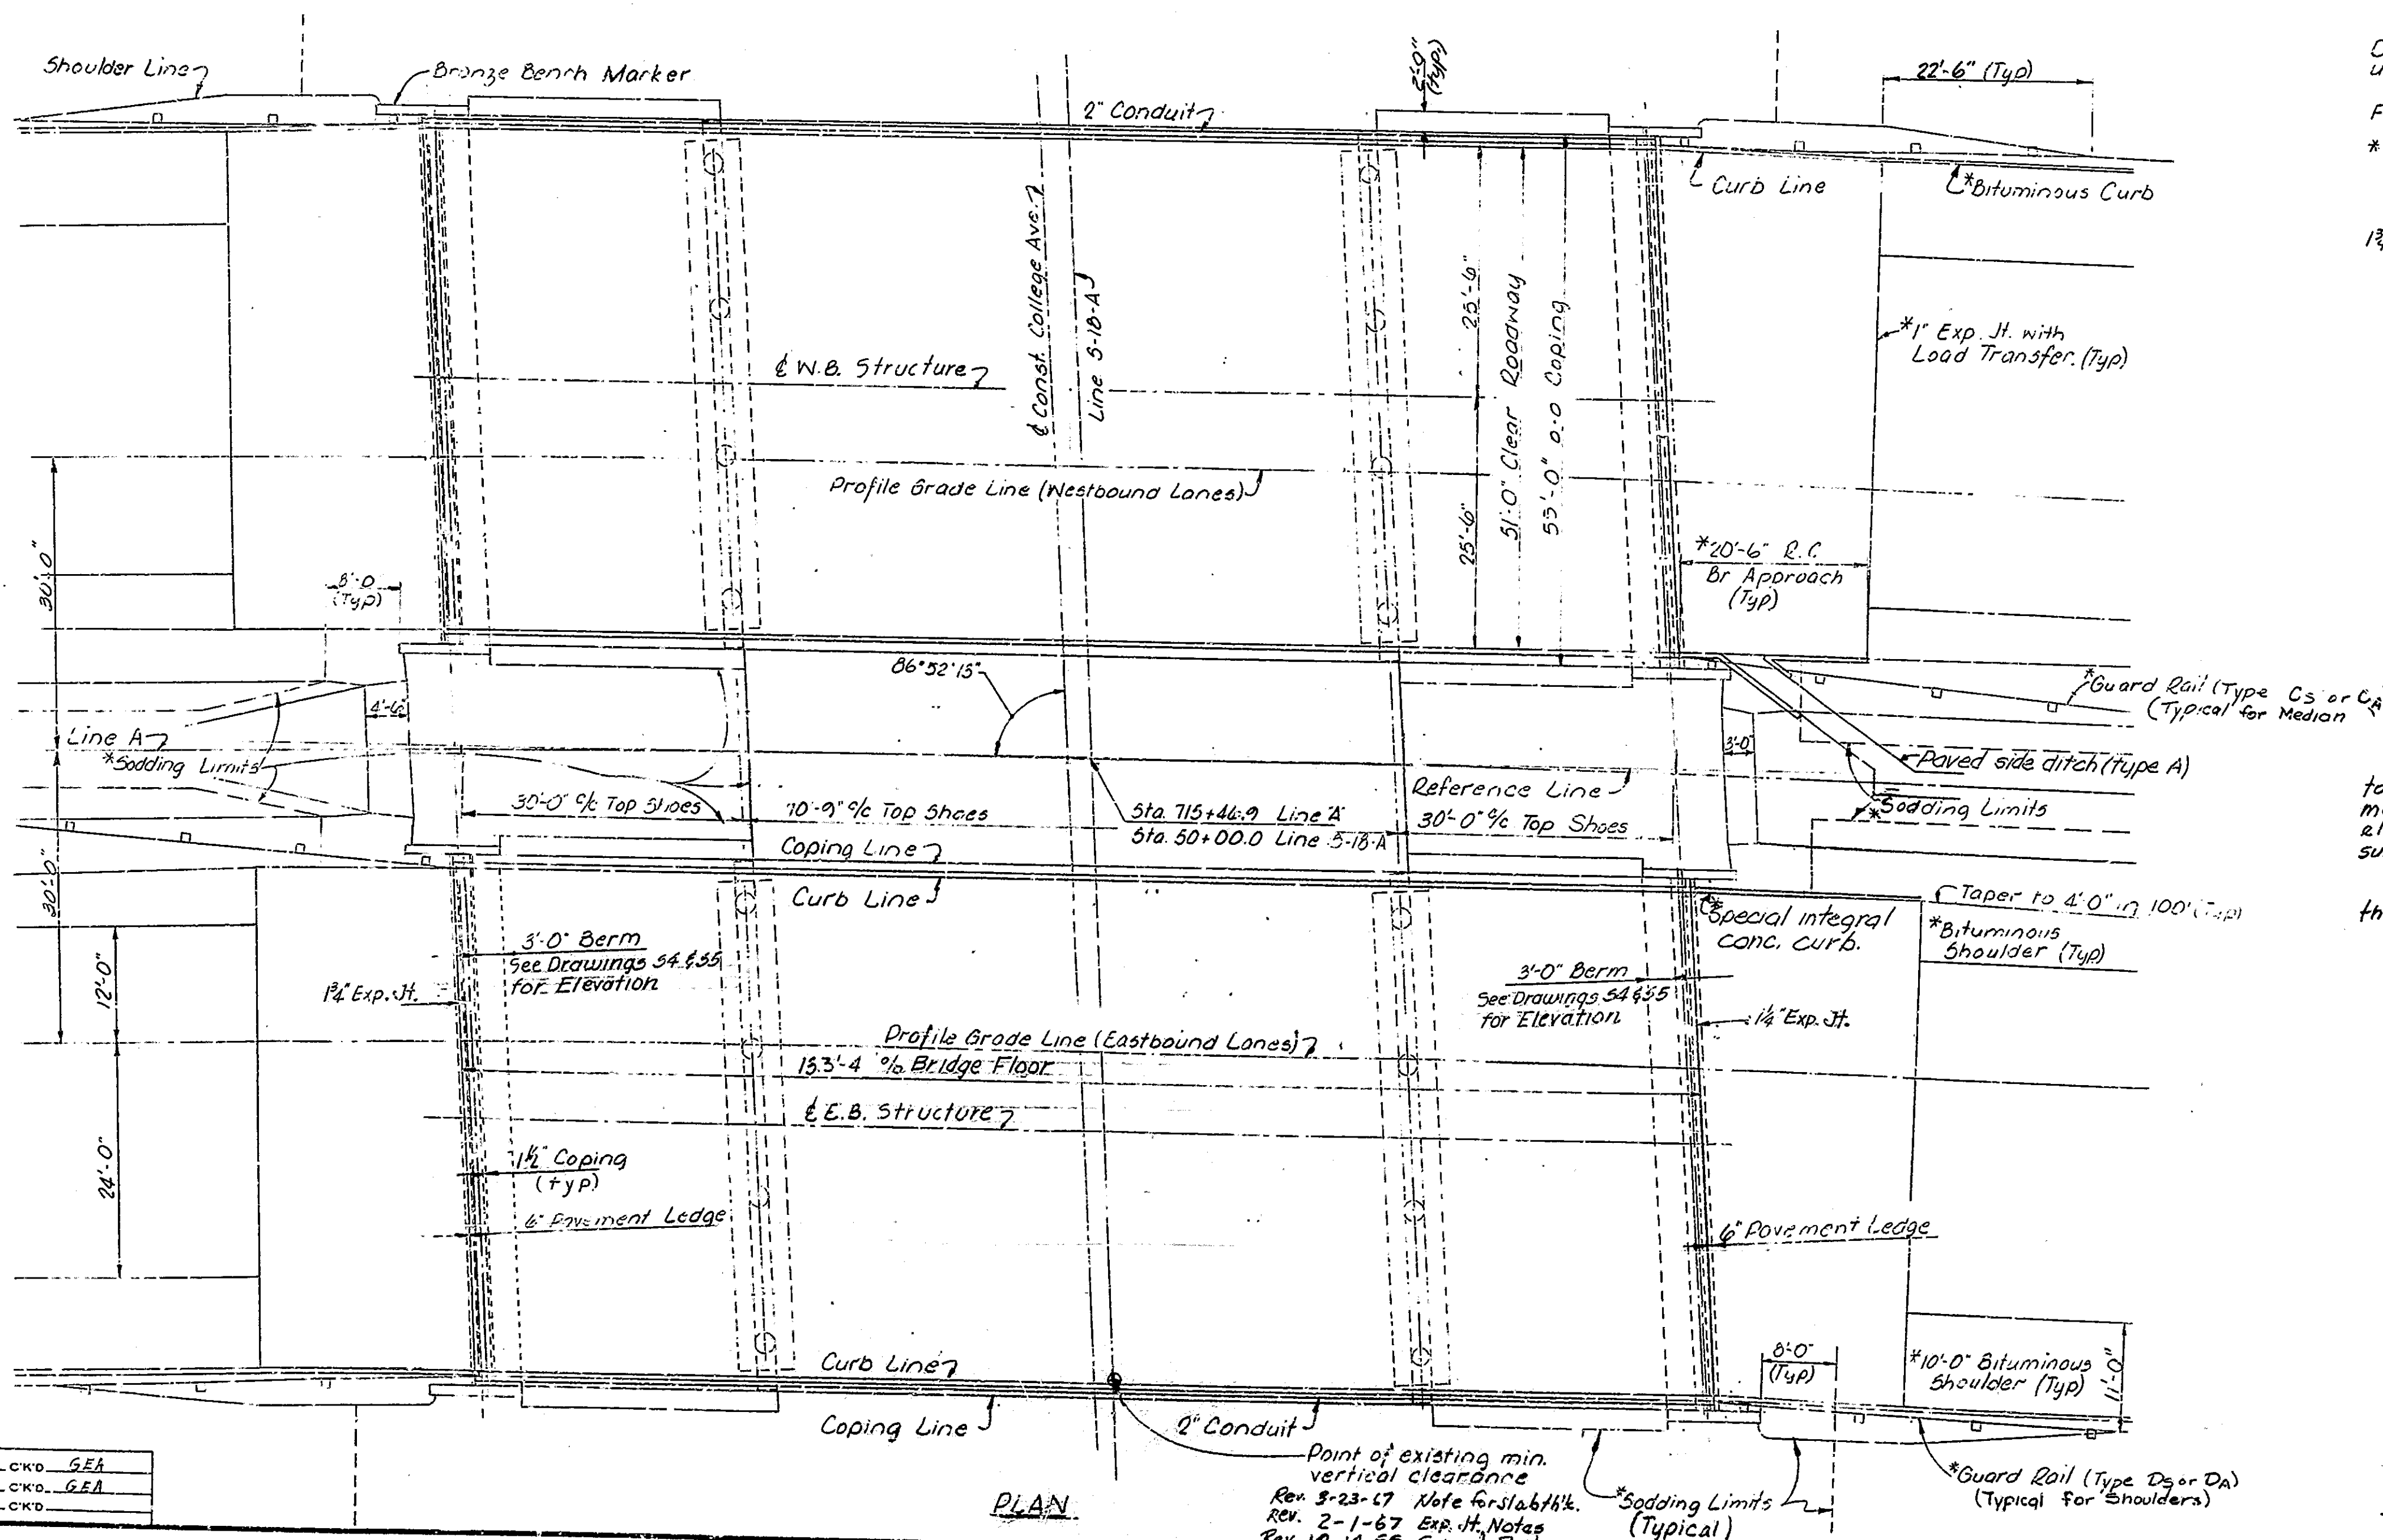 Shoulder Line
Bronze Bench Marker
2" Conduit
2'-0"
(Typ.)
22'-6" (Typ)
Curb Line
*Bituminous Curb
₵ Const. College Ave.
Line S-18-A
25'-6"
51'-0" Clear Roadway
53'-0" o-o Coping
*1" Exp. Jt. with
Load Transfer. (Typ)
₵ W.B. Structure
Profile Grade Line (Westbound Lanes)
25'-6"
*20'-6" R.C.
Br Approach
(Typ)
30'-0"
8'-0
(Typ)
86°52'15"
4'-6"
Line A
*Sodding Limits
*Guard Rail (Type Cs or CA
(Typical for Median
3'-0"
Paved side ditch (type A)
Reference Line
*Sodding Limits
30'-0" c/c Top Shoes
70'-9" c/c Top Shoes
Sta. 715+46.9 Line "A"
Sta. 50+00.0 Line S-18-A
30'-0" c/c Top Shoes
Coping Line
Curb Line
30'-0"
Taper to 4'-0" in 100' (Typ)
*Special integral
conc. curb.
*Bituminous
Shoulder (Typ)
3'-0" Berm
See Drawings S4 & S5
for Elevation
1¾" Exp. Jt.
12'-0"
3'-0" Berm
See Drawings S4 & S5
for Elevation
1¼" Exp. Jt.
Profile Grade Line (Eastbound Lanes)
133'-4 o/o Bridge Floor
₵ E.B. Structure
1½" Coping
(typ)
24'-0"
6" Pavement Ledge
6" Pavement Ledge
Curb Line
8'-0"
(Typ)
*10'-0" Bituminous
Shoulder (Typ)
11'-0"
Coping Line
2" Conduit
Point of existing min.
vertical clearance
*Guard Rail (Type Ds or DA)
(Typical for Shoulders)
*Sodding Limits
(Typical)
PLAN
Rev. 3-23-67 Note for slab th'k.
Rev. 2-1-67 Exp. Jt. Notes
C'K'D GEA
C'K'D GEA
C'K'D